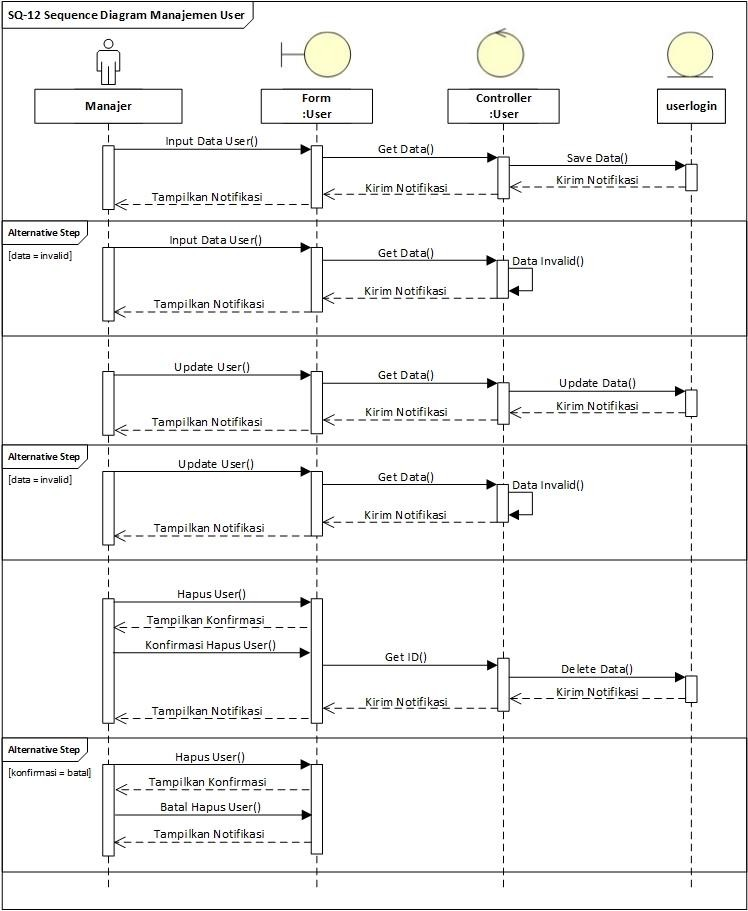 SQ-12 Sequence Diagram Manajemen User
Manajer
Form
:User
Controller
:User
userlogin
Input Data User()
Get Data()
Save Data()
Kirim Notifikasi
Kirim Notifikasi
Tampilkan Notifikasi
Alternative Step
[data = invalid]
Input Data User()
Get Data()
Data Invalid()
Kirim Notifikasi
Tampilkan Notifikasi
Update User()
Get Data()
Update Data()
Kirim Notifikasi
Kirim Notifikasi
Tampilkan Notifikasi
Alternative Step
[data = invalid]
Update User()
Get Data()
Data Invalid()
Kirim Notifikasi
Tampilkan Notifikasi
Hapus User()
Tampilkan Konfirmasi
Konfirmasi Hapus User()
Get ID()
Delete Data()
Kirim Notifikasi
Kirim Notifikasi
Tampilkan Notifikasi
Alternative Step
[konfirmasi = batal]
Hapus User()
Tampilkan Konfirmasi
Batal Hapus User()
Tampilkan Notifikasi